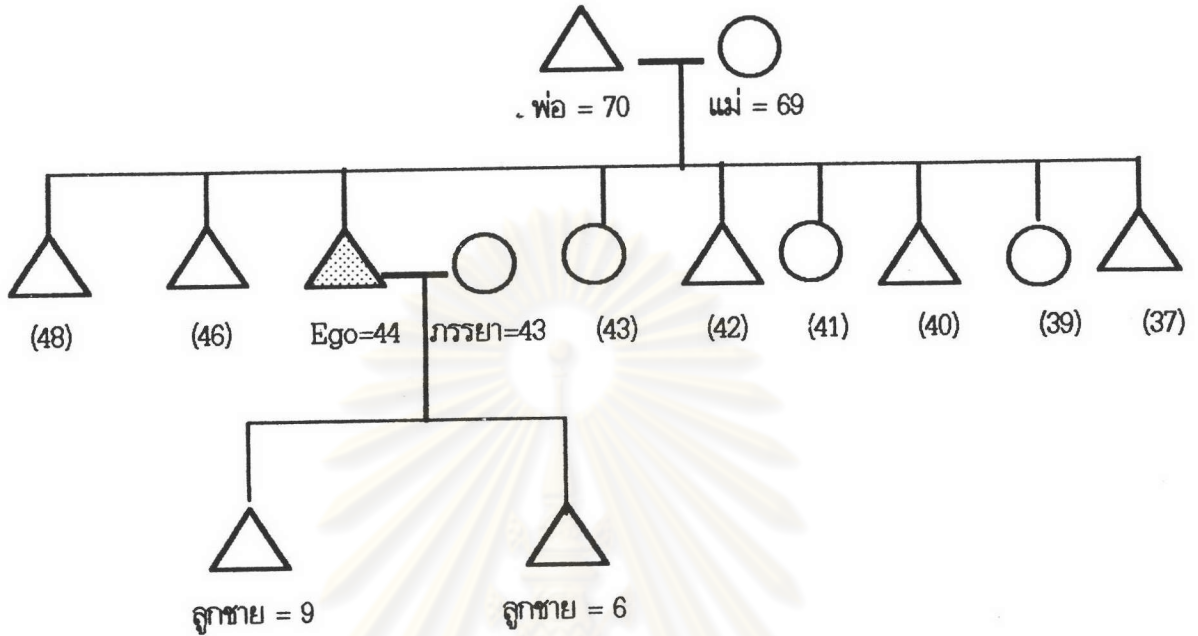 พ่อ = 70 แม่ = 69
(48) (46) Ego=44 ภรรยา=43 (43) (42) (41) (40) (39) (37)
ลูกชาย = 9 ลูกชาย = 6